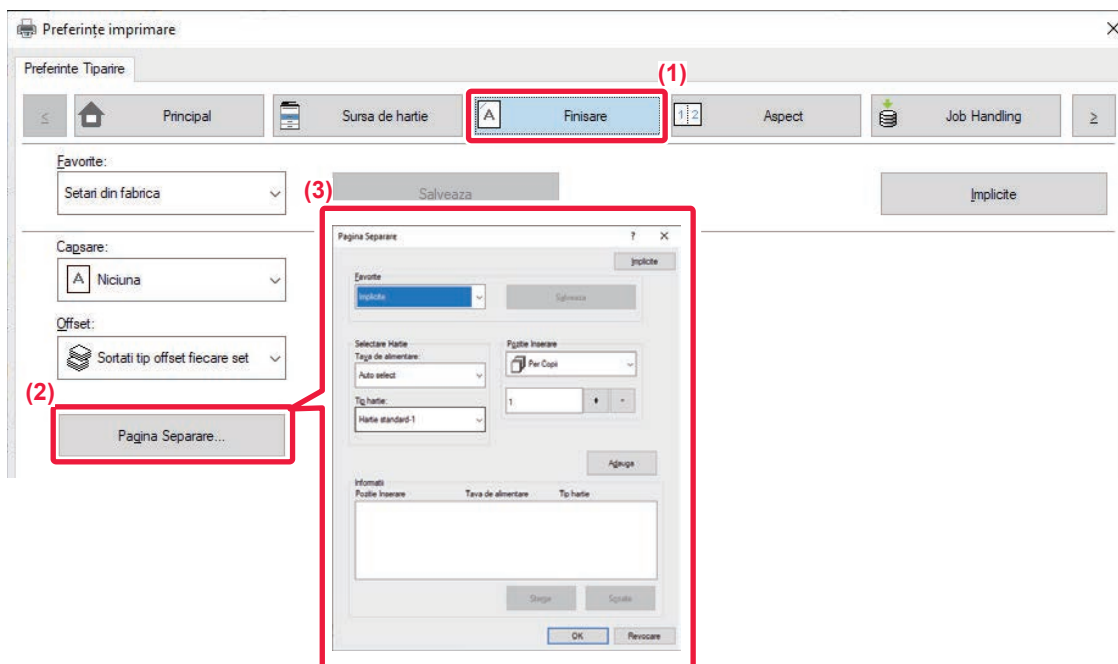 Preferințe imprimare
Preferinte Tiparire
(1)
≤ Principal Sursa de hartie A Finisare 1 2 Aspect Job Handling ≥
Favorite:
Setari din fabrica
Salveaza
Implicite
(3)
Pagina Separare ? ×
Implicite
Favorite
Implicite
Salveaza
Capsare:
A Niciuna
Offset:
Sortati tip offset fiecare set
(2)
Pagina Separare...
Selectare Hartie
Tava de alimentare:
Auto select
Tip hartie:
Hartie standard-1
Pozitie Inserare
Per Copii
1 + -
Adauga
Informatii
Pozitie Inserare Tava de alimentare Tip hartie
Sterge
OK Revocare